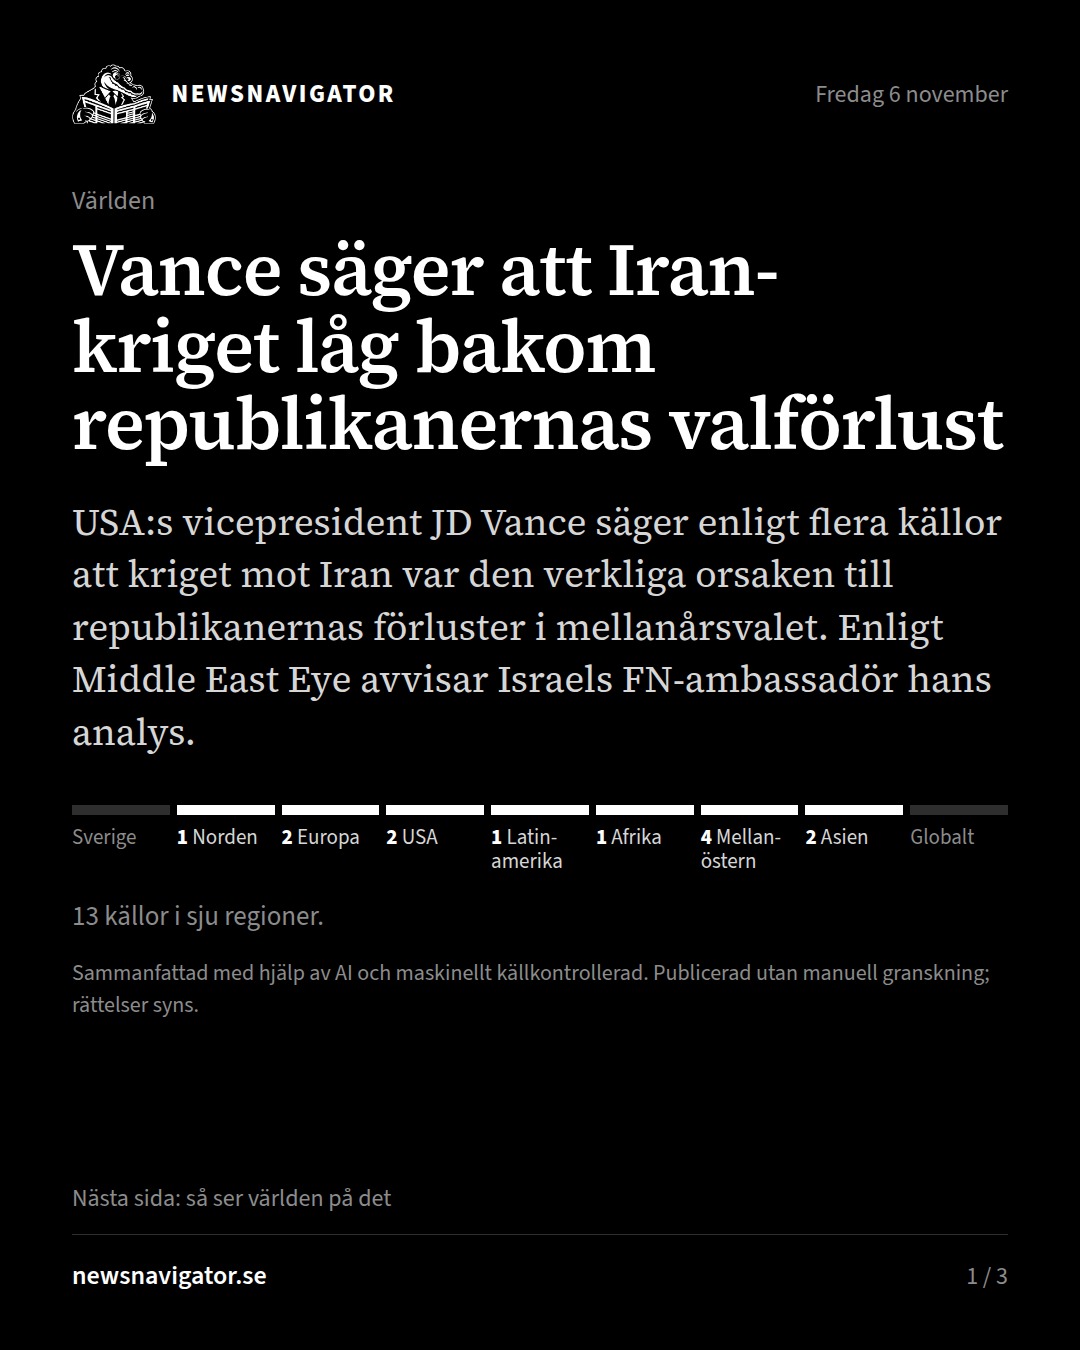 NEWSNAVIGATOR
Fredag 6 november
Världen
Vance säger att Iran-
kriget låg bakom
republikanernas valförlust
USA:s vicepresident JD Vance säger enligt flera källor
att kriget mot Iran var den verkliga orsaken till
republikanernas förluster i mellanårsvalet. Enligt
Middle East Eye avvisar Israels FN-ambassadör hans
analys.
Sverige
1 Norden
2 Europa
2 USA
1 Latin-
amerika
1 Afrika
4 Mellan-
östern
2 Asien
Globalt
13 källor i sju regioner.
Sammanfattad med hjälp av AI och maskinellt källkontrollerad. Publicerad utan manuell granskning;
rättelser syns.
Nästa sida: så ser världen på det
newsnavigator.se
1 / 3